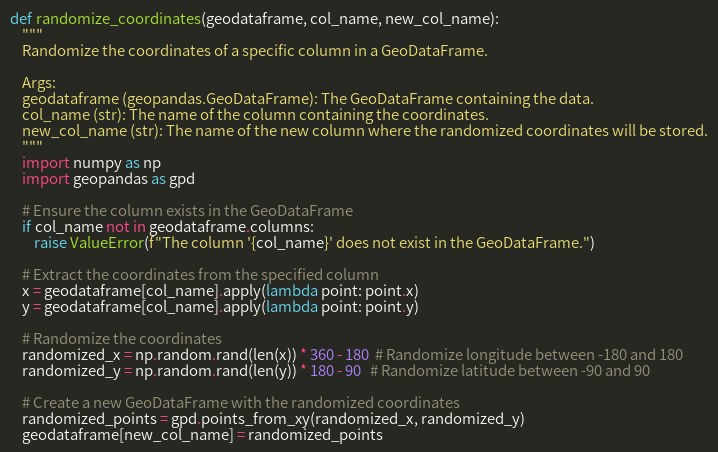 def randomize_coordinates(geodataframe, col_name, new_col_name):
"""
Randomize the coordinates of a specific column in a GeoDataFrame.
Args:
geodataframe (geopandas.GeoDataFrame): The GeoDataFrame containing the data.
col_name (str): The name of the column containing the coordinates.
new_col_name (str): The name of the new column where the randomized coordinates will be stored.
"""
import numpy as np
import geopandas as gpd
# Ensure the column exists in the GeoDataFrame
if col_name not in geodataframe.columns:
raise ValueError(f"The column '{col_name}' does not exist in the GeoDataFrame.")
# Extract the coordinates from the specified column
x = geodataframe[col_name].apply(lambda point: point.x)
y = geodataframe[col_name].apply(lambda point: point.y)
# Randomize the coordinates
randomized_x = np.random.rand(len(x)) * 360 - 180 # Randomize longitude between -180 and 180
randomized_y = np.random.rand(len(y)) * 180 - 90 # Randomize latitude between -90 and 90
# Create a new GeoDataFrame with the randomized coordinates
randomized_points = gpd.points_from_xy(randomized_x, randomized_y)
geodataframe[new_col_name] = randomized_points